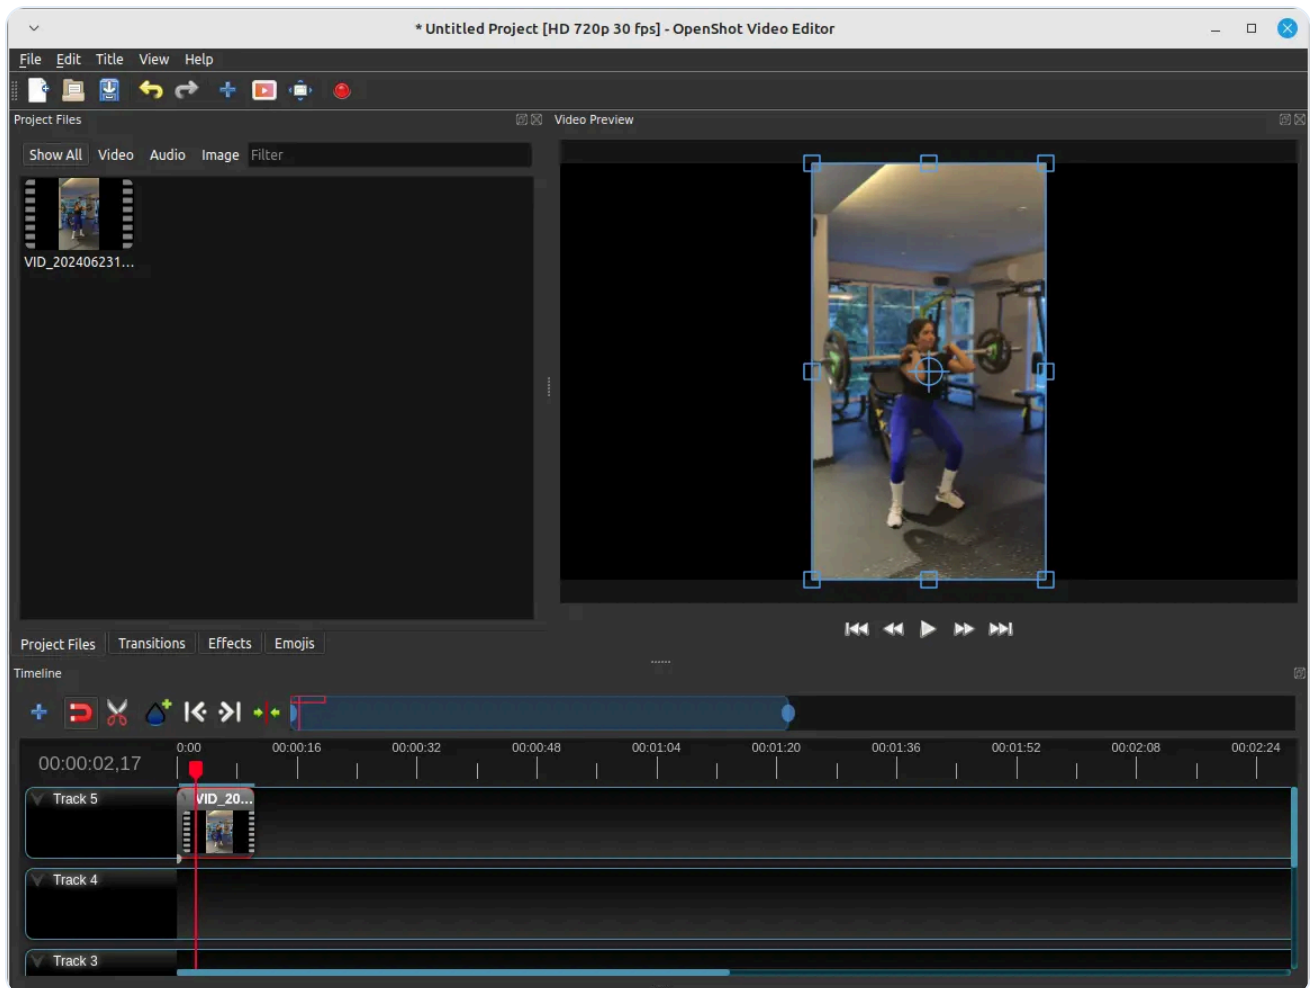 * Untitled Project [HD 720p 30 fps] - OpenShot Video Editor
File Edit Title View Help
Project Files
Video Preview
Show All Video Audio Image Filter
VID_202406231...
Project Files Transitions Effects Emojis
Timeline
00:00:02,17
0:00 00:00:16 00:00:32 00:00:48 00:01:04 00:01:20 00:01:36 00:01:52 00:02:08 00:02:24
Track 5
VID_20...
Track 4
Track 3